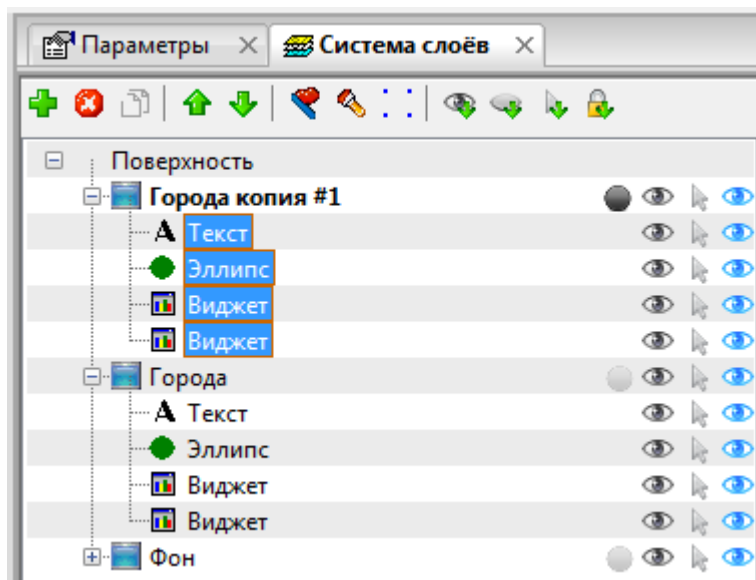 Параметры Система слоёв
Поверхность
Города копия #1
Текст
Эллипс
Виджет
Виджет
Города
Текст
Эллипс
Виджет
Виджет
Фон